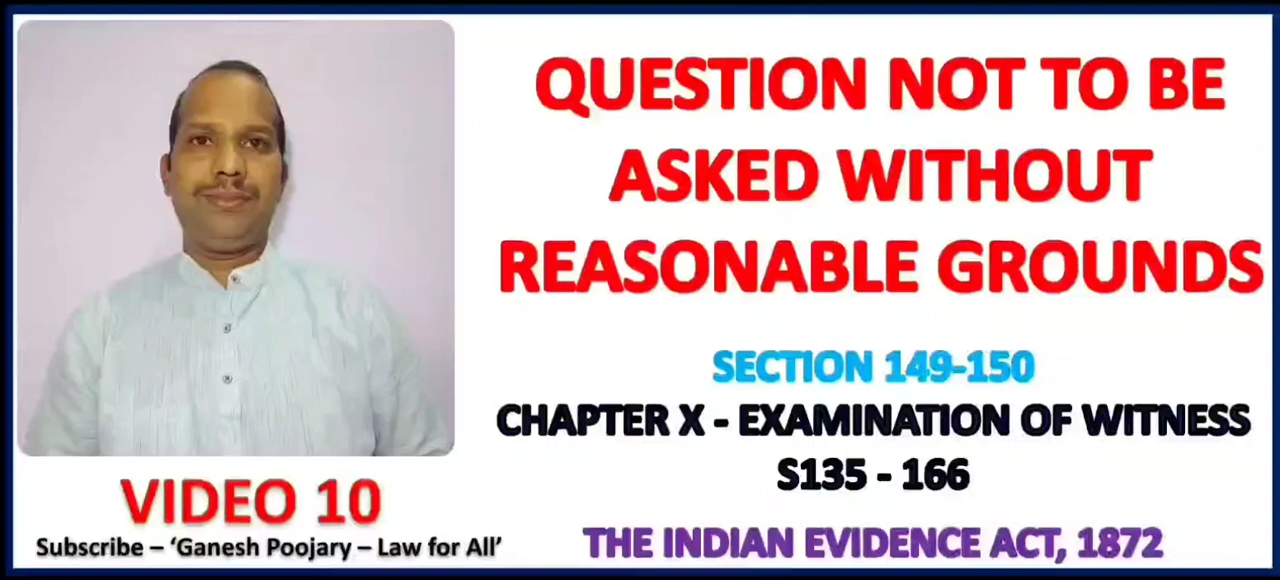 QUESTION NOT TO BE
ASKED WITHOUT
REASONABLE GROUNDS
SECTION 149-150
CHAPTER X - EXAMINATION OF WITNESS
S135 - 166
THE INDIAN EVIDENCE ACT, 1872
VIDEO 10
Subscribe – ‘Ganesh Poojary – Law for All’